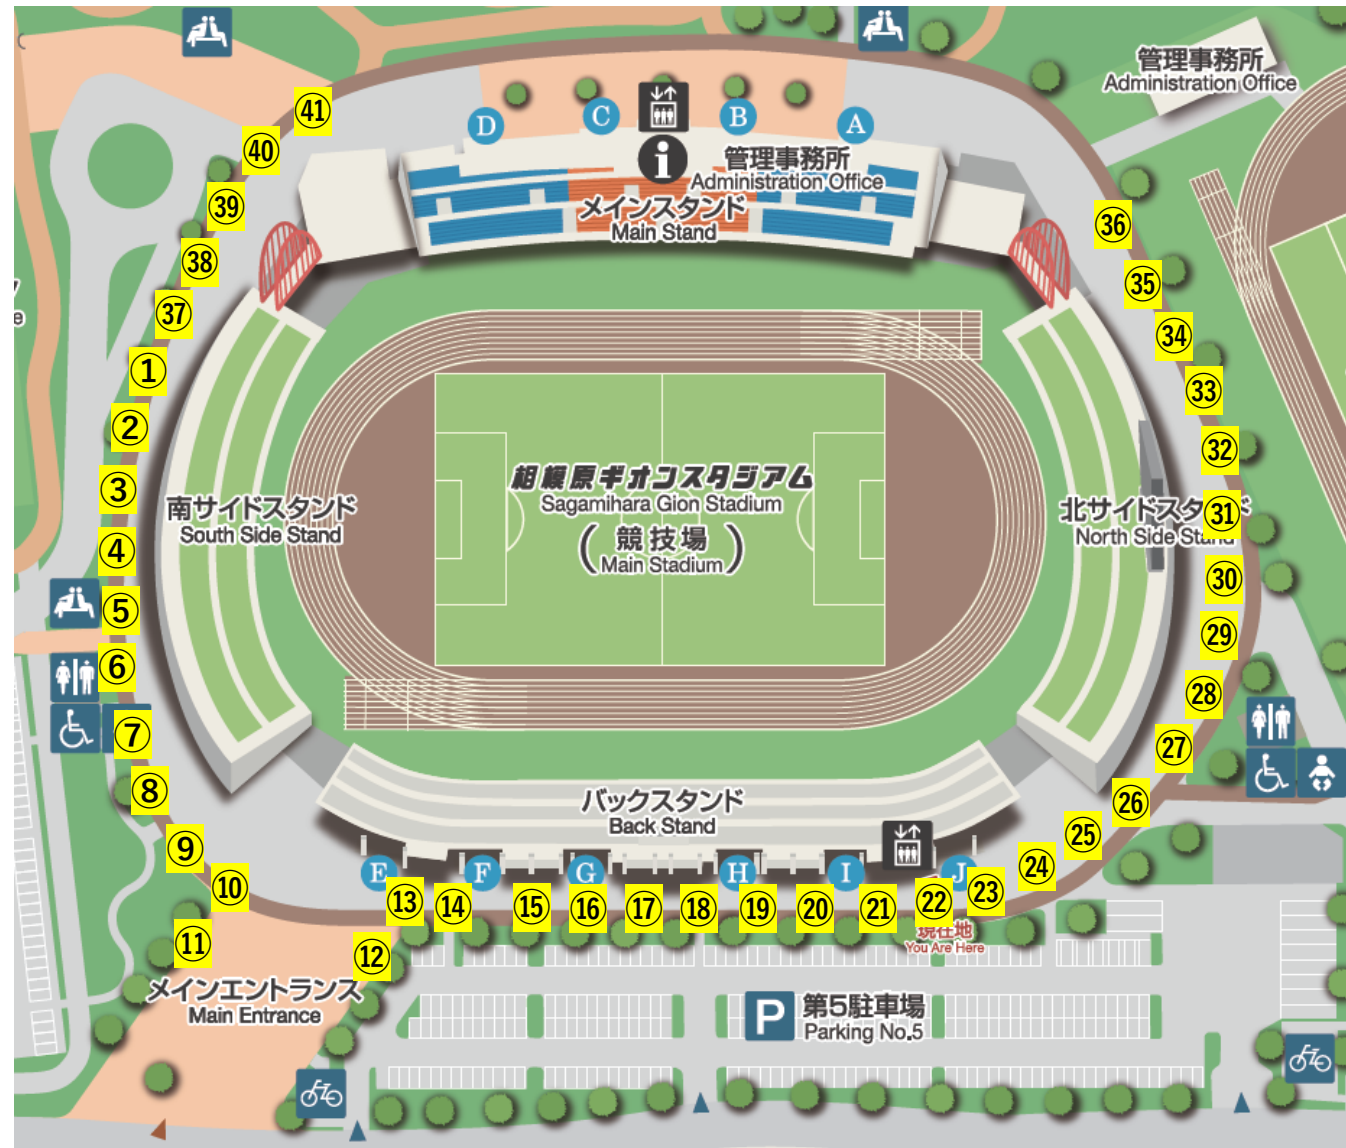 管理事務所
Administration Office
㊶
D
C
B
A
㊵
管理事務所
Administration Office
㊴
メインスタンド
Main Stand
㊱
㊳
㉟
㊲
㉞
①
㉝
②
㉜
③
相模原ギオンスタジアム
Sagamihara Gion Stadium
南サイドスタンド
South Side Stand
北サイドスタ
North Side Stand
㉛
(競技場)
Main Stadium
④
㉚
⑤
㉙
⑥
㉘
⑦
㉗
⑧
バックスタンド
Back Stand
㉖
⑨
㉕
E
F
G
H
I
J
㉔
⑩
⑬
⑭
⑮
⑯
⑰
⑱
⑲
⑳
㉑
㉒
㉓
⑪
⑫
現在地
You Are Here
メインエントランス
Main Entrance
P
第5駐車場
Parking No.5